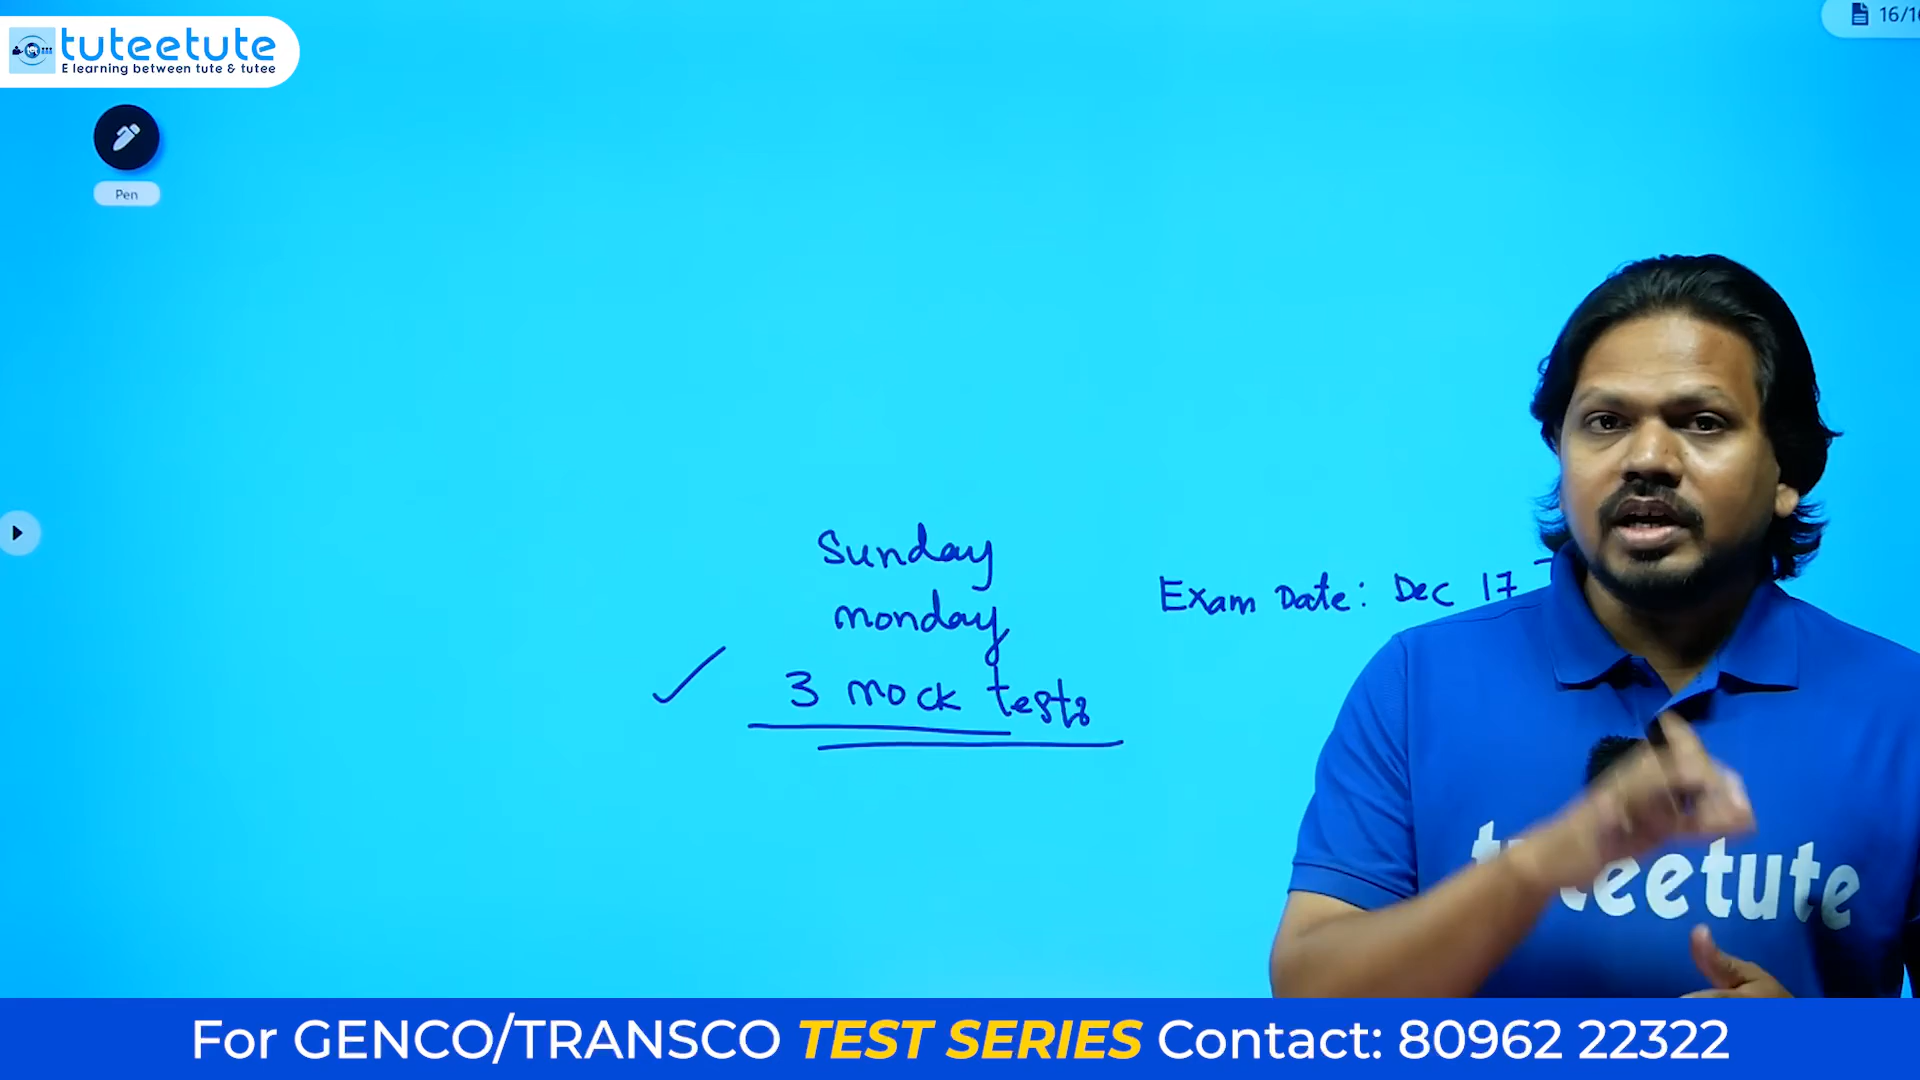 tuteetute
E learning between tute & tutee
Pen
Sunday
monday
3 mock tests
Exam Date: Dec 17
tuteetute
For GENCO/TRANSCO TEST SERIES Contact: 80962 22322